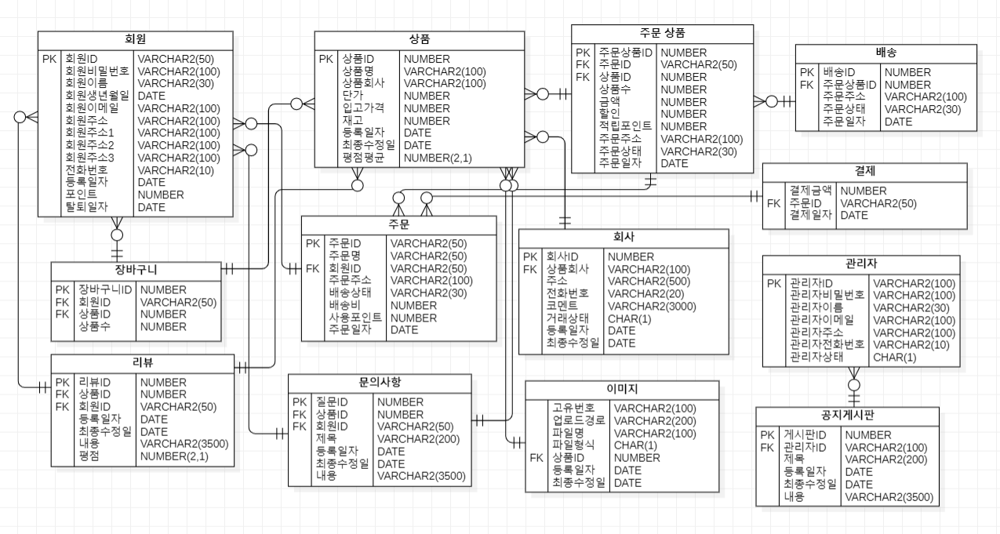 회원
PK 회원ID VARCHAR2(50)
회원비밀번호 VARCHAR2(100)
회원이름 VARCHAR2(30)
회원생년월일 DATE
회원이메일 VARCHAR2(100)
회원주소 VARCHAR2(100)
회원주소1 VARCHAR2(100)
회원주소2 VARCHAR2(100)
회원주소3 VARCHAR2(100)
전화번호 VARCHAR2(10)
등록일자 DATE
포인트 NUMBER
탈퇴일자 DATE
상품
PK 상품ID NUMBER
상품명 VARCHAR2(100)
상품회사 VARCHAR2(100)
단가 NUMBER
입고가격 NUMBER
재고 NUMBER
등록일자 DATE
최종수정일 DATE
평점평균 NUMBER(2,1)
주문 상품
PK 주문상품ID NUMBER
FK 주문ID VARCHAR2(50)
FK 상품ID NUMBER
상품수 NUMBER
금액 NUMBER
할인 NUMBER
적립포인트 NUMBER
주문주소 VARCHAR2(100)
주문상태 VARCHAR2(30)
주문일자 DATE
배송
PK 배송ID NUMBER
FK 주문상품ID NUMBER
주문주소 VARCHAR2(100)
주문상태 VARCHAR2(30)
주문일자 DATE
결제
결제금액 NUMBER
FK 주문ID VARCHAR2(50)
결제일자 DATE
주문
PK 주문ID VARCHAR2(50)
주문명 VARCHAR2(50)
FK 회원ID VARCHAR2(50)
주문주소 VARCHAR2(100)
배송상태 VARCHAR2(30)
배송비 NUMBER
사용포인트 NUMBER
주문일자 DATE
회사
PK 회사ID NUMBER
FK 상품회사 VARCHAR2(100)
주소 VARCHAR2(500)
전화번호 VARCHAR2(20)
코멘트 VARCHAR2(3000)
거래상태 CHAR(1)
등록일자 DATE
최종수정일 DATE
관리자
PK 관리자ID VARCHAR2(100)
관리자비밀번호 VARCHAR2(100)
관리자이름 VARCHAR2(30)
관리자이메일 VARCHAR2(100)
관리자주소 VARCHAR2(100)
관리자전화번호 VARCHAR2(10)
관리자상태 CHAR(1)
장바구니
PK 장바구니ID NUMBER
FK 회원ID VARCHAR2(50)
FK 상품ID NUMBER
상품수 NUMBER
리뷰
PK 리뷰ID NUMBER
FK 상품ID NUMBER
FK 회원ID VARCHAR2(50)
등록일자 DATE
최종수정일 DATE
내용 VARCHAR2(3500)
평점 NUMBER(2,1)
문의사항
PK 질문ID NUMBER
FK 상품ID NUMBER
FK 회원ID VARCHAR2(50)
제목 VARCHAR2(200)
등록일자 DATE
최종수정일 DATE
내용 VARCHAR2(3500)
이미지
고유번호 VARCHAR2(100)
업로드경로 VARCHAR2(200)
파일명 VARCHAR2(100)
파일형식 CHAR(1)
FK 상품ID NUMBER
등록일자 DATE
최종수정일 DATE
공지게시판
PK 게시판ID NUMBER
FK 관리자ID VARCHAR2(100)
제목 VARCHAR2(200)
등록일자 DATE
최종수정일 DATE
내용 VARCHAR2(3500)